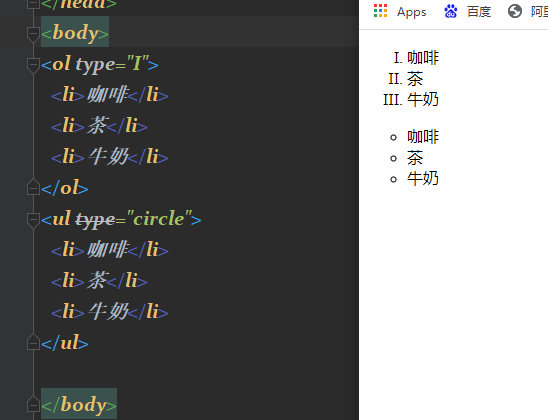 </head>
<body>
<ol type="I">
<li>咖啡</li>
<li>茶</li>
<li>牛奶</li>
</ol>
<ul type="circle">
<li>咖啡</li>
<li>茶</li>
<li>牛奶</li>
</ul>
</body>
Apps 百度 阿里
I. 咖啡
II. 茶
III. 牛奶
咖啡
茶
牛奶